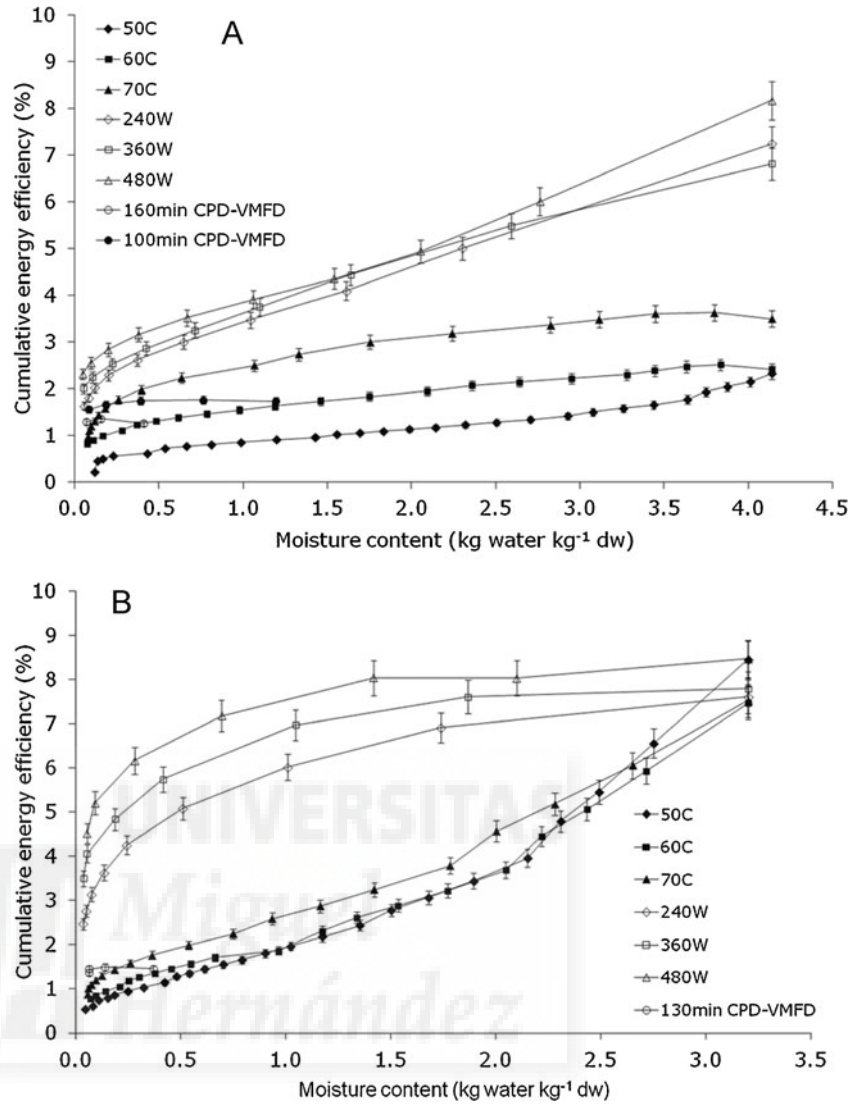 A
Cumulative energy efficiency (%)
10
9
8
7
6
5
4
3
2
1
0
50C
60C
70C
240W
360W
480W
160min CPD-VMFD
100min CPD-VMFD
0.0 0.5 1.0 1.5 2.0 2.5 3.0 3.5 4.0 4.5
Moisture content (kg water kg⁻¹ dw)
B
Cumulative energy efficiency (%)
10
9
8
7
6
5
4
3
2
1
0
UNIVERSITAS
Miguel
Hernández
50C
60C
70C
240W
360W
480W
130min CPD-VMFD
0.0 0.5 1.0 1.5 2.0 2.5 3.0 3.5
Moisture content (kg water kg⁻¹ dw)